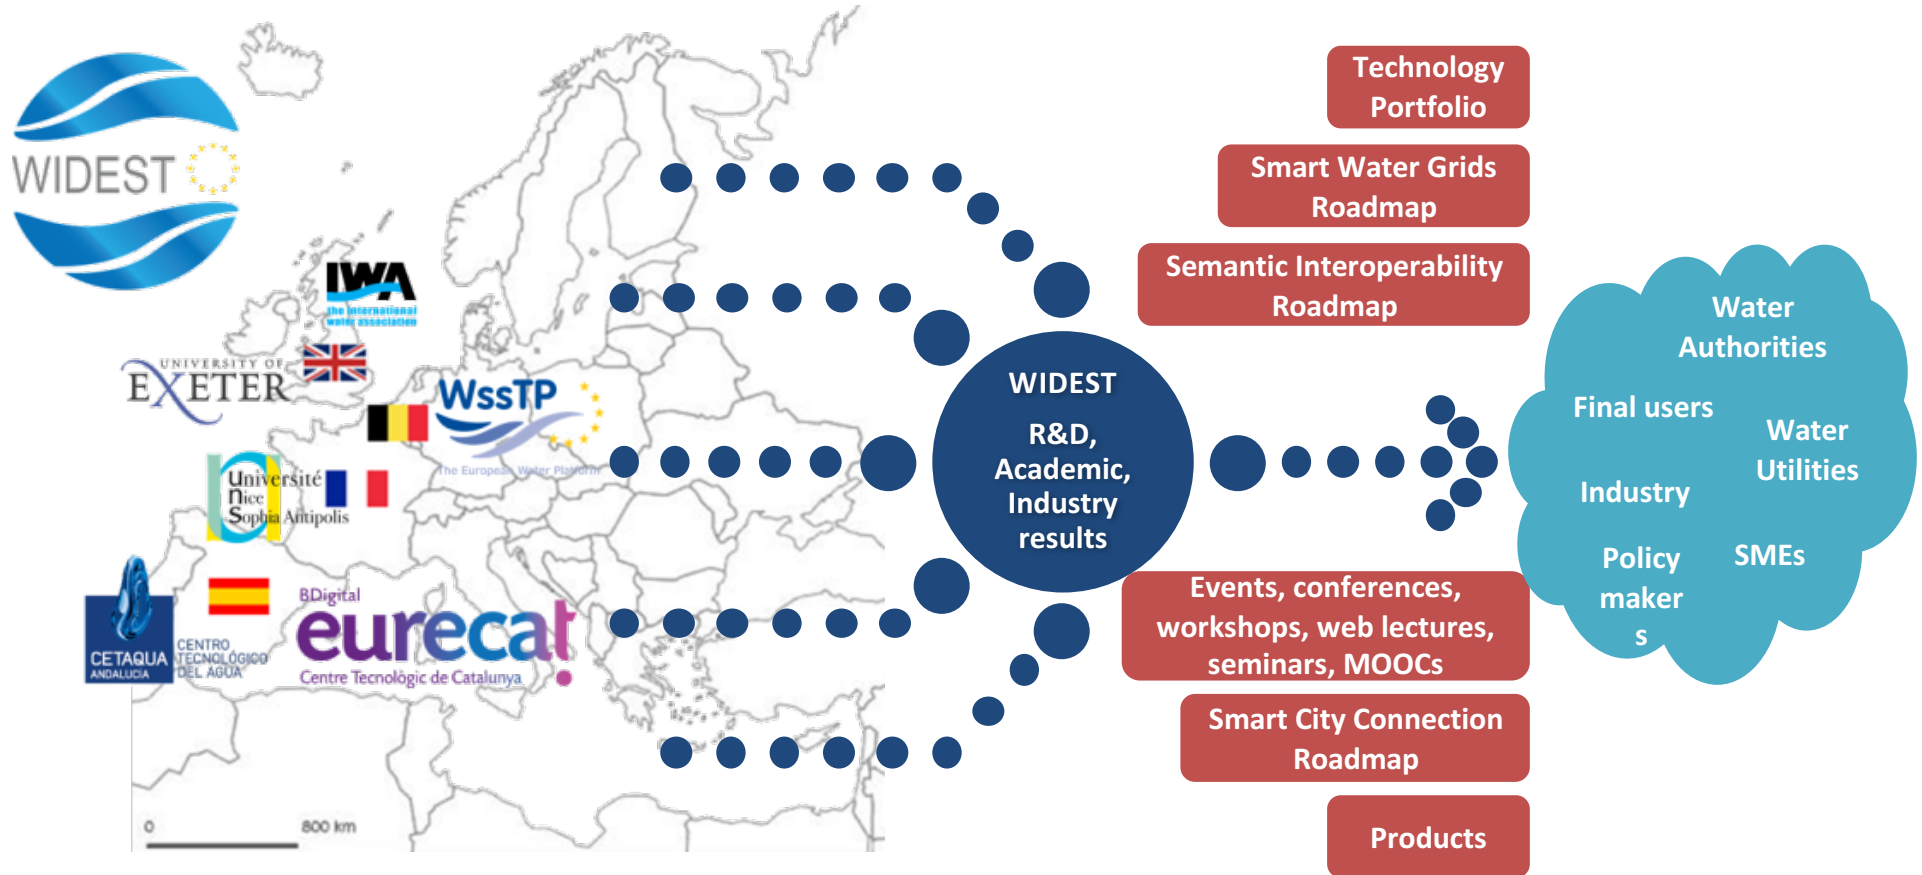 WIDEST
IWA
the international
water association
UNIVERSITY OF
EXETER
WssTP
The European Water Platform
Université
nice
Sophia Antipolis
CETAQUA
ANDALUCIA
CENTRO
TECNOLÓGICO
DEL AGUA
BDigital
eurecat
Centre Tecnològic de Catalunya
0
800 km
WIDEST
R&D,
Academic,
Industry
results
Technology
Portfolio
Smart Water Grids
Roadmap
Semantic Interoperability
Roadmap
Events, conferences,
workshops, web lectures,
seminars, MOOCs
Smart City Connection
Roadmap
Products
Water
Authorities
Final users
Water
Utilities
Industry
Policy
maker
s
SMEs